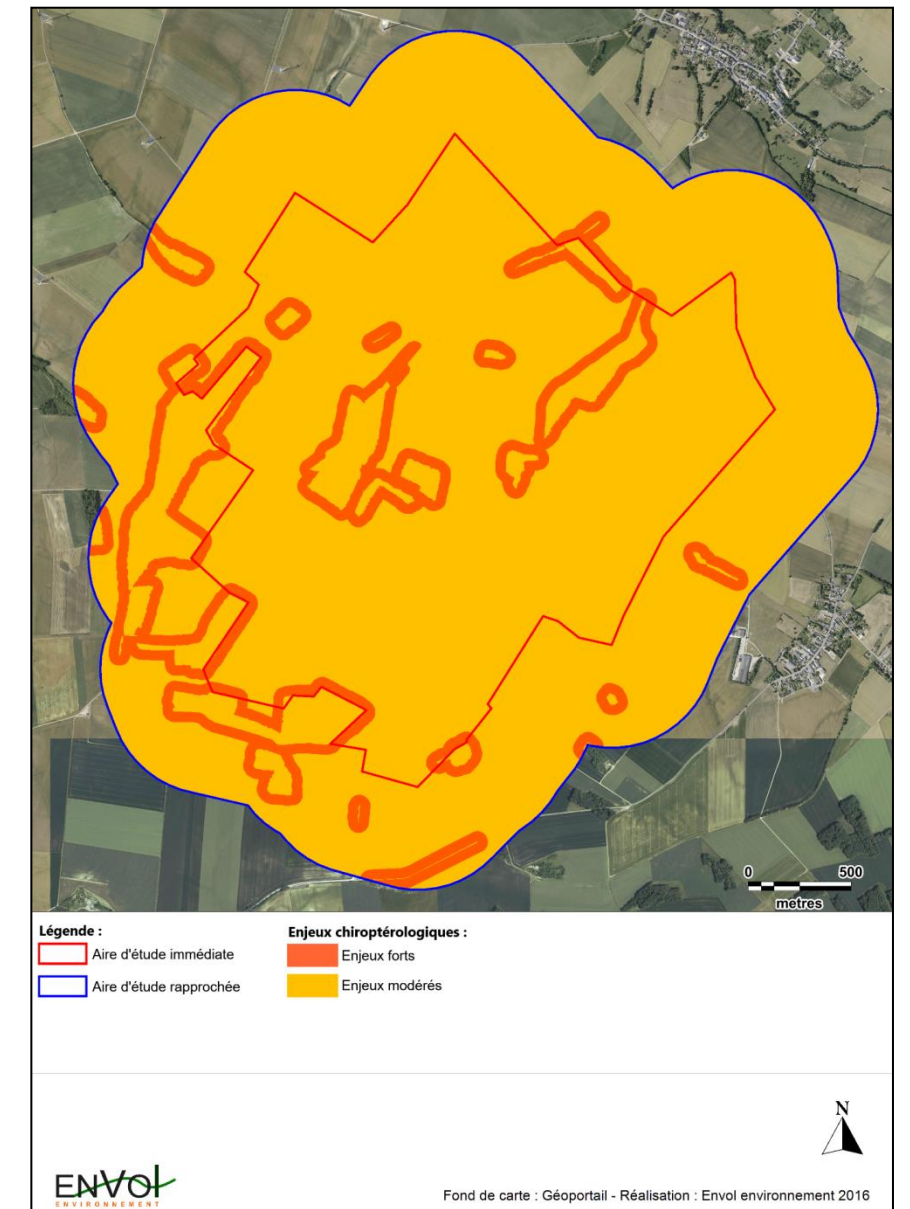 0 500
metres
Légende :
Aire d'étude immédiate
Aire d'étude rapprochée
Enjeux chiroptérologiques :
Enjeux forts
Enjeux modérés
N
ENVOl
ENVIRONNEMENT
Fond de carte : Géoportail - Réalisation : Envol environnement 2016